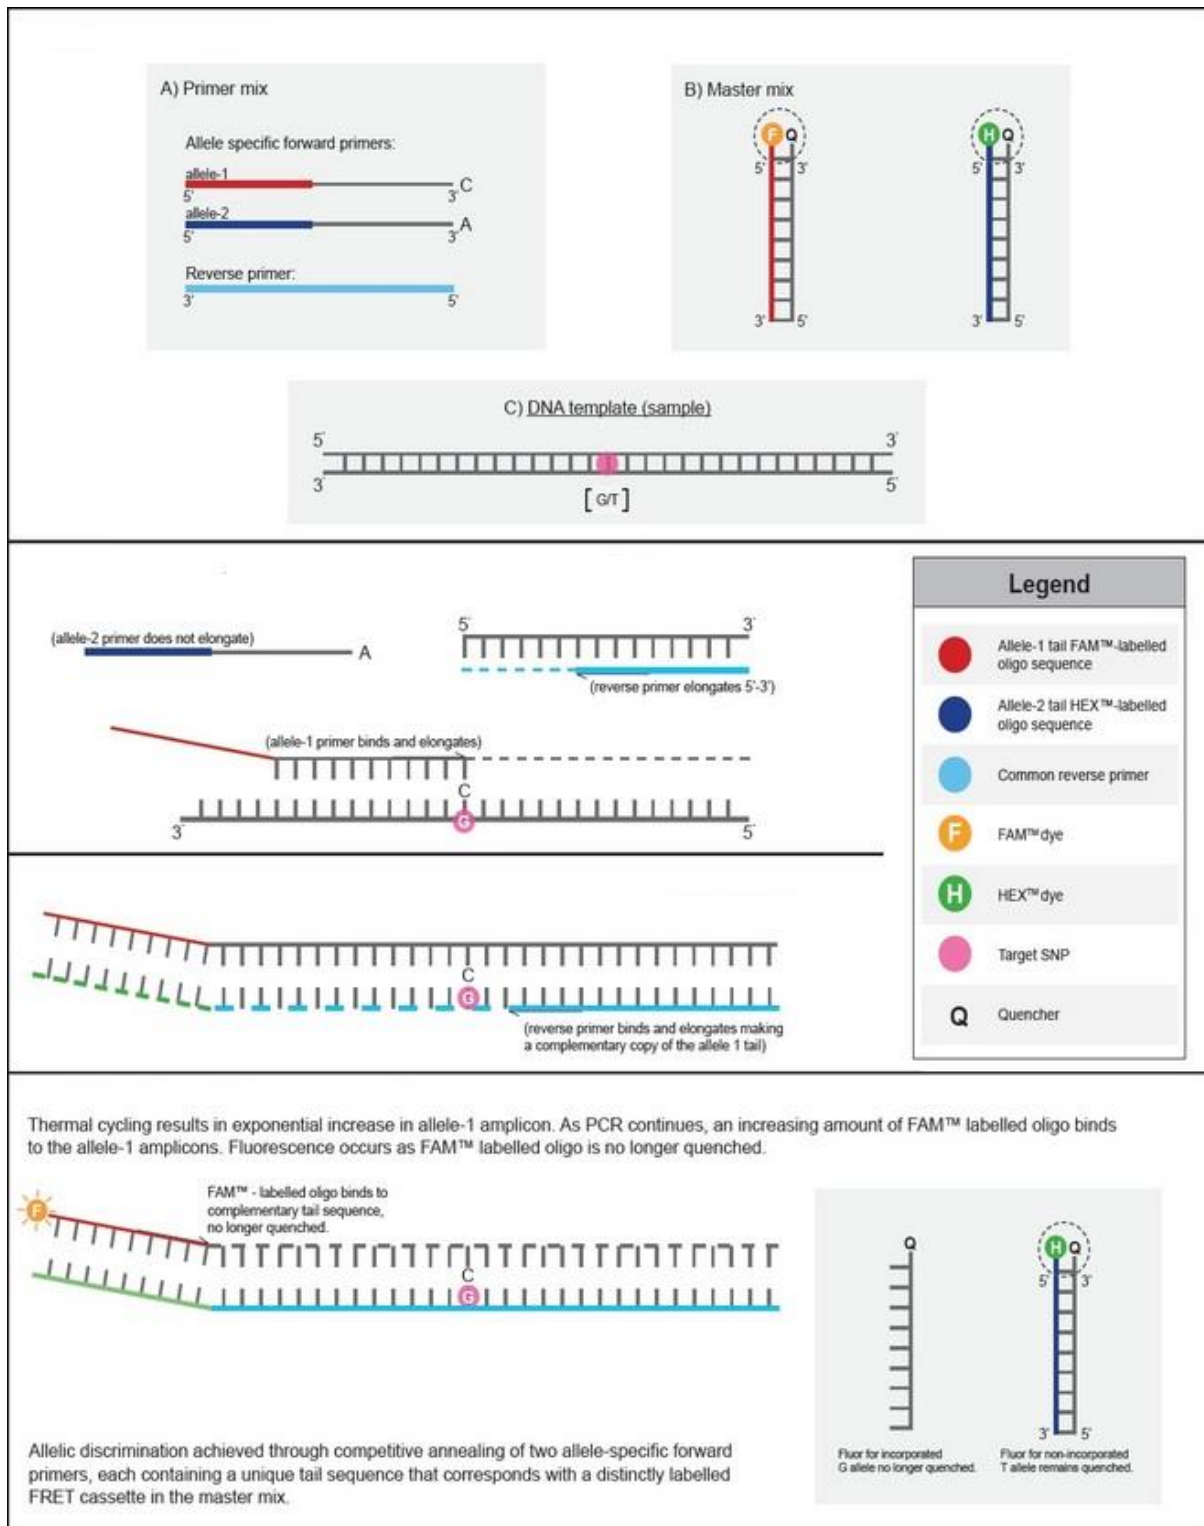 A) Primer mix
Allele specific forward primers:
allele-1
C
5'
3'
allele-2
A
5'
3'
Reverse primer:
3'
5'
B) Master mix
F Q
5'
3'
3'
5'
H Q
5'
3'
3'
5'
C) DNA template (sample)
5'
3'
3'
5'
[ G/T ]
(allele-2 primer does not elongate)
A
5'
3'
(reverse primer elongates 5'-3')
(allele-1 primer binds and elongates)
C
G
3'
5'
Legend
Allele-1 tail FAM™-labelled
oligo sequence
Allele-2 tail HEX™-labelled
oligo sequence
Common reverse primer
F
FAM™ dye
H
HEX™ dye
Target SNP
Q
Quencher
C
G
(reverse primer binds and elongates making
a complementary copy of the allele 1 tail)
Thermal cycling results in exponential increase in allele-1 amplicon. As PCR continues, an increasing amount of FAM™ labelled oligo binds
to the allele-1 amplicons. Fluorescence occurs as FAM™ labelled oligo is no longer quenched.
F
FAM™ - labelled oligo binds to
complementary tail sequence,
no longer quenched.
C
G
Q
Fluor for incorporated
G allele no longer quenched.
H Q
5'
3'
3'
5'
Fluor for non-incorporated
T allele remains quenched.
Allelic discrimination achieved through competitive annealing of two allele-specific forward
primers, each containing a unique tail sequence that corresponds with a distinctly labelled
FRET cassette in the master mix.